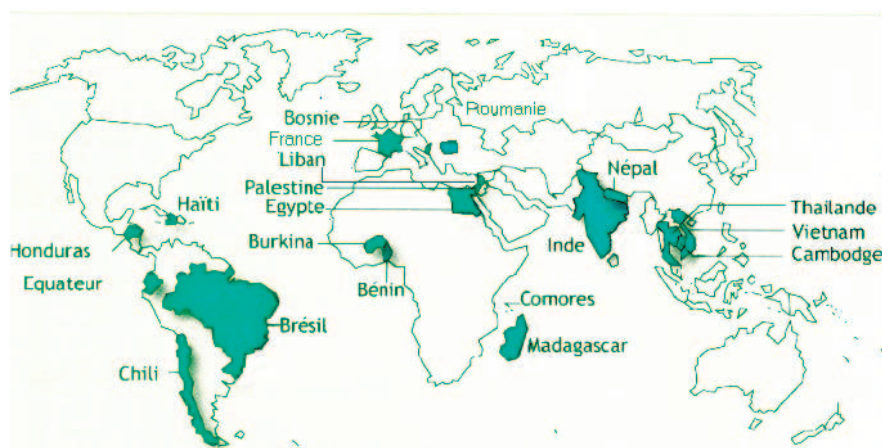 Roumanie
Bosnie
France
Liban
Népal
Palestine
Haïti
Egypte
Thailande
Vietnam
Burkina
Honduras
Inde
Cambodge
Equateur
Bénin
Comores
Brésil
Madagascar
Chili